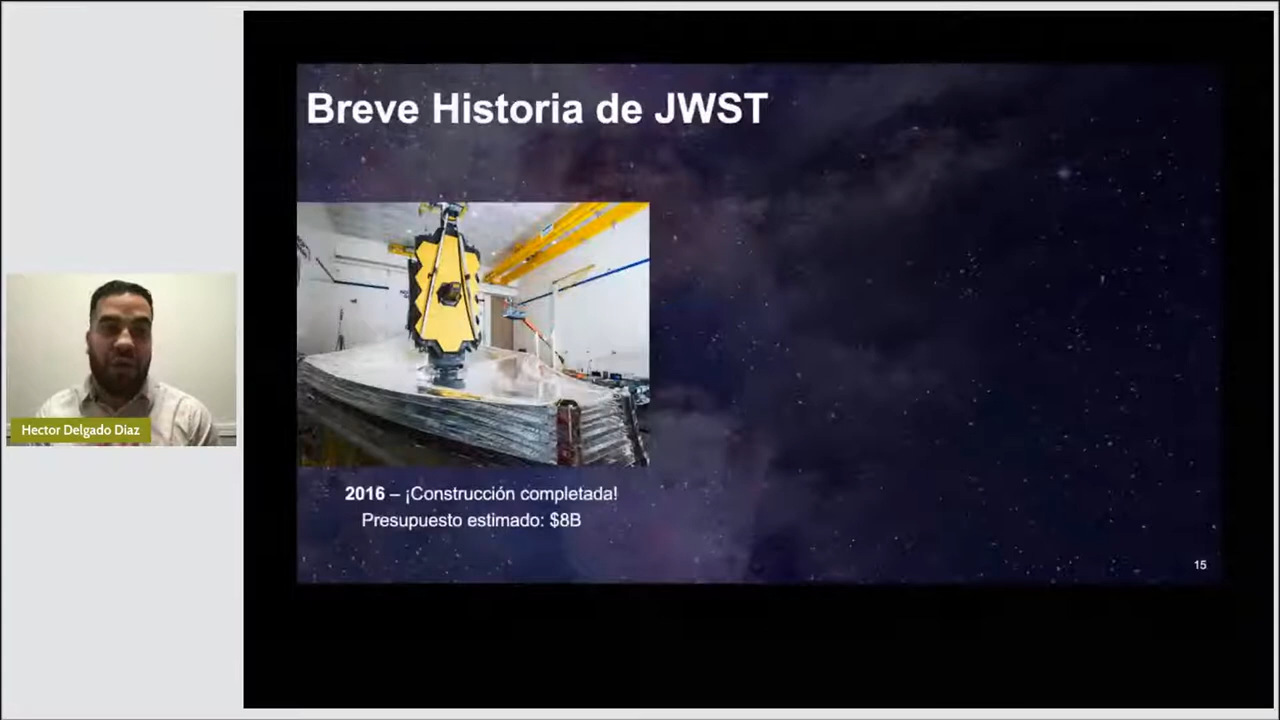 Breve Historia de JWST
Hector Delgado Diaz
2016 – ¡Construcción completada!
Presupuesto estimado: $8B
15